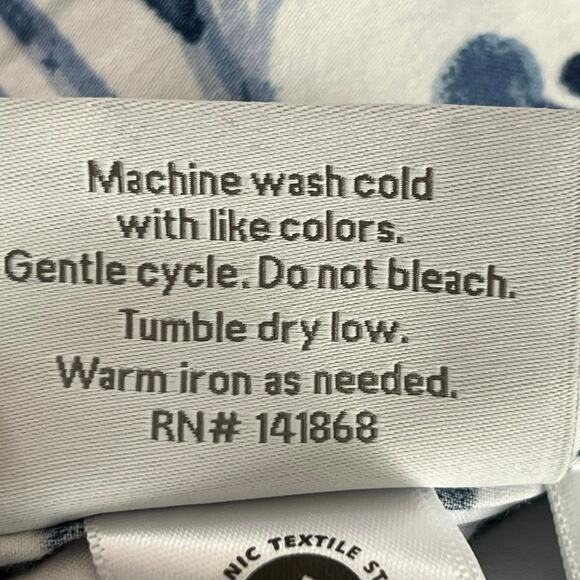 Machine wash cold
with like colors.
Gentle cycle. Do not bleach.
Tumble dry low.
Warm iron as needed.
RN# 141868
TEXTILE